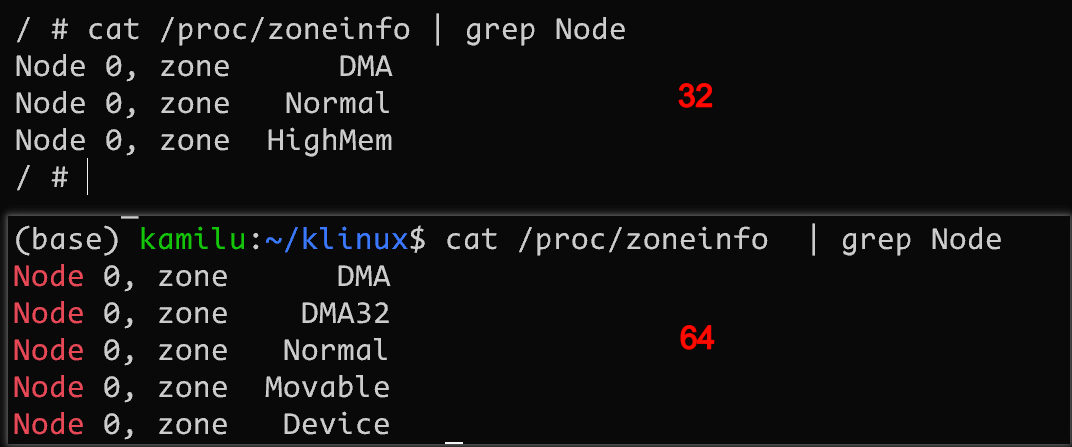 / # cat /proc/zoneinfo | grep Node
Node 0, zone      DMA
Node 0, zone   Normal
32
Node 0, zone  HighMem
/ #
(base) kamilu:~/klinux$ cat /proc/zoneinfo  | grep Node
Node 0, zone      DMA
Node 0, zone    DMA32
64
Node 0, zone   Normal
Node 0, zone  Movable
Node 0, zone   Device